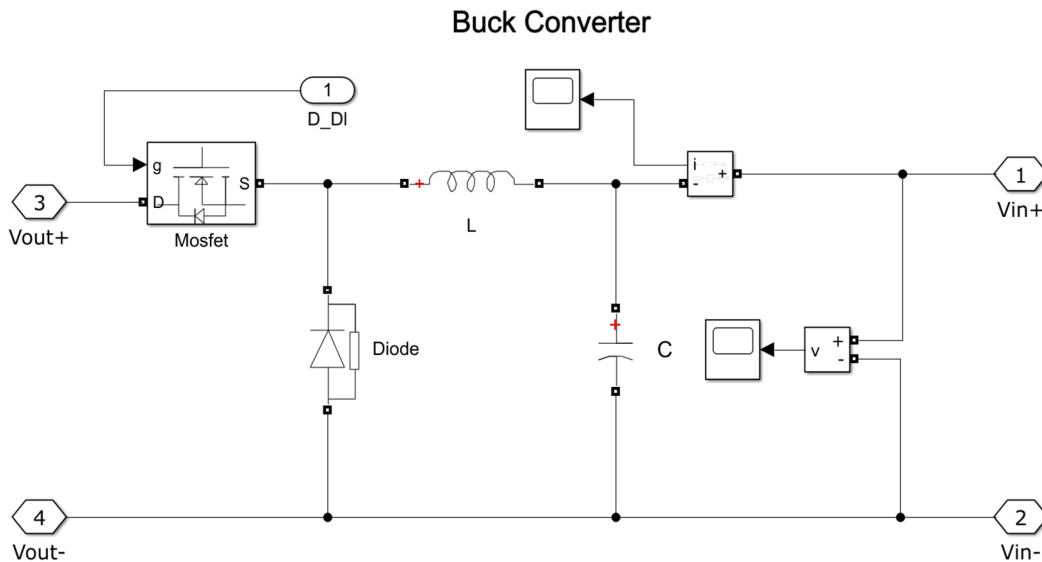 Buck Converter
1
D_DI
g
S
D
Mosfet
3
Vout+
+
L
i
+
-
1
Vin+
+
C
Diode
v
+
-
4
Vout-
2
Vin-